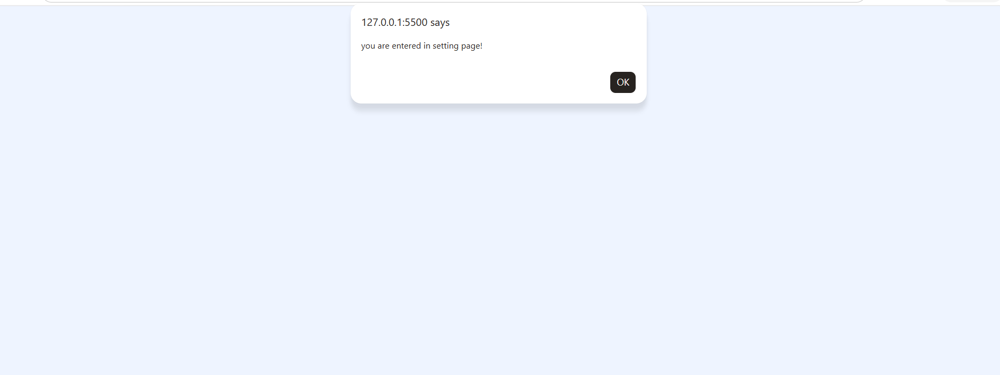 127.0.0.1:5500 says
you are entered in setting page!
OK